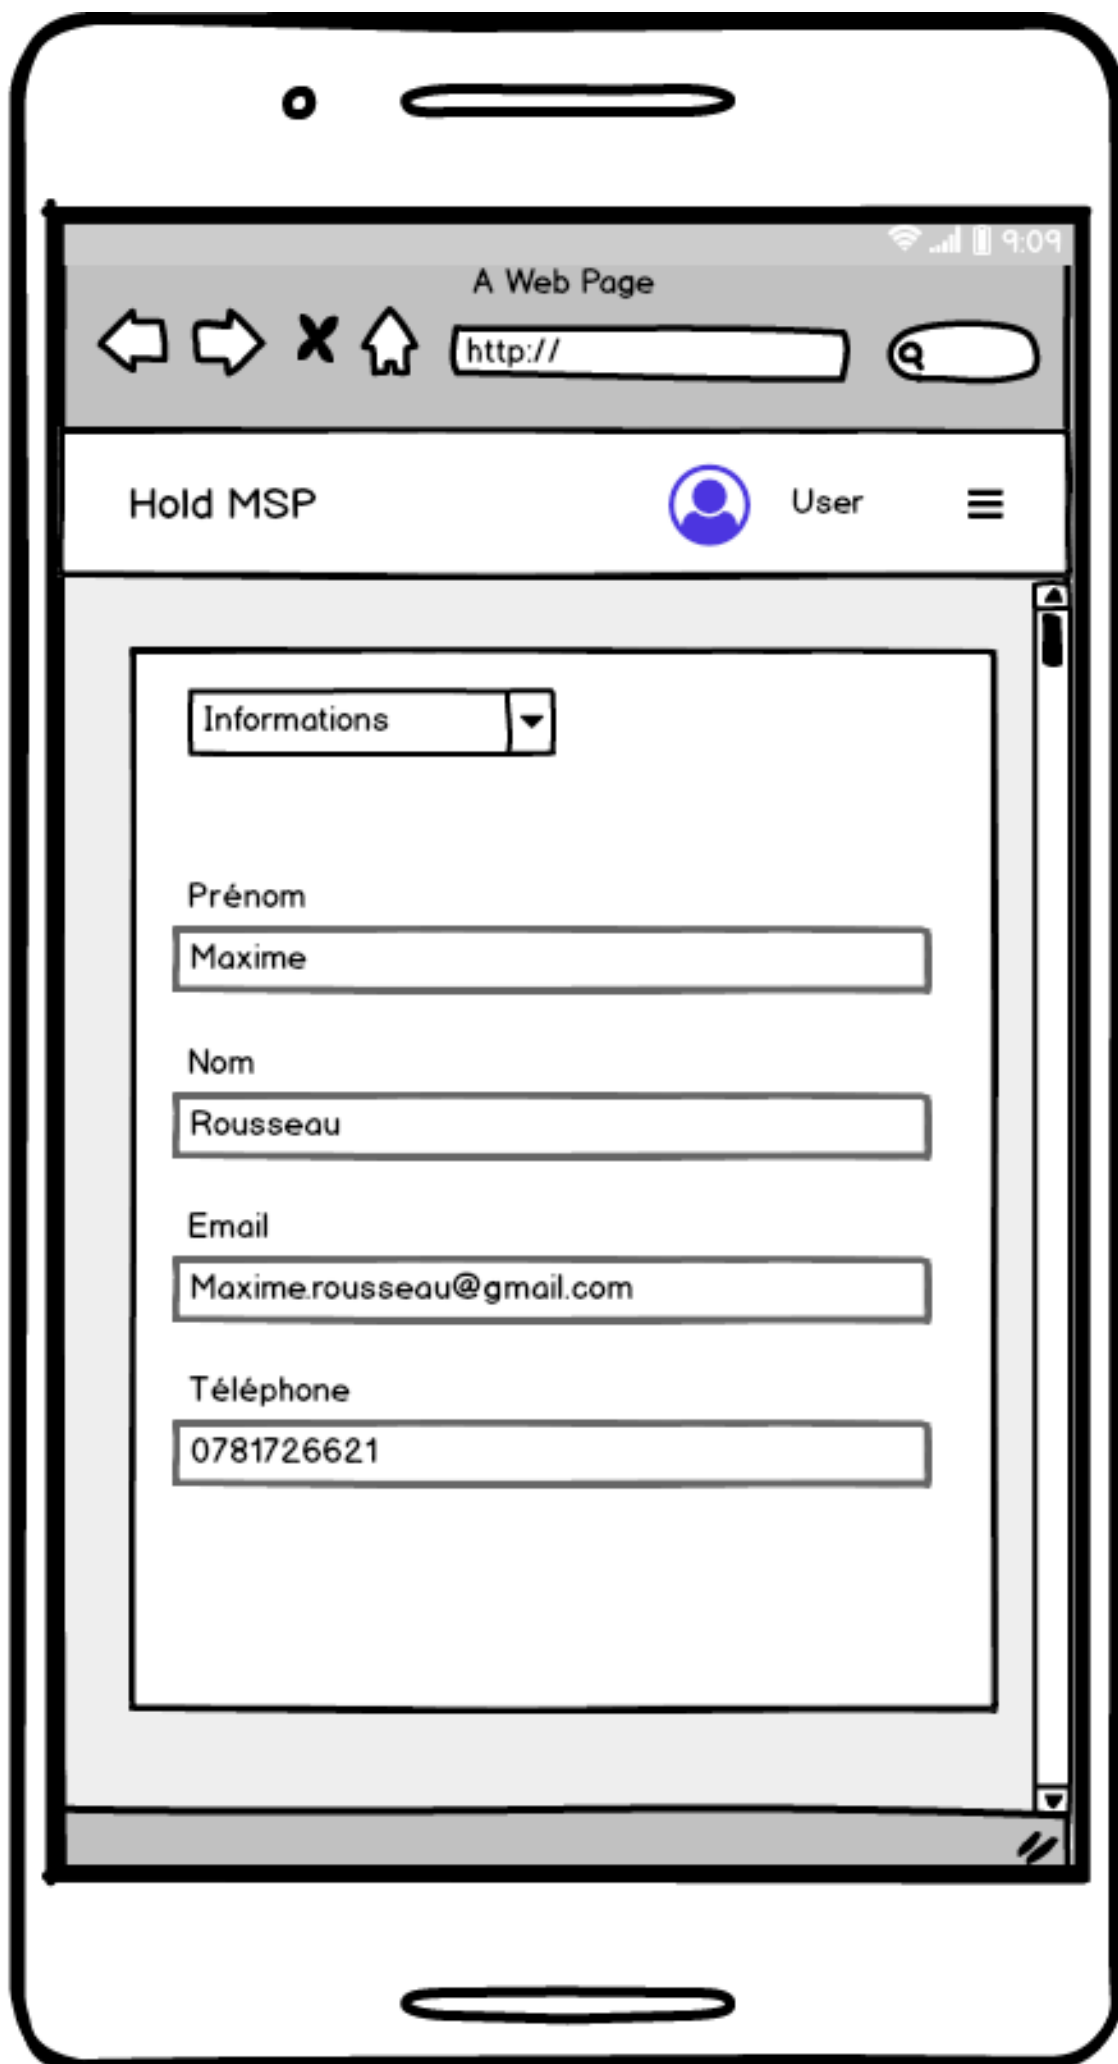 9:09
A Web Page
http://
Hold MSP User
Informations
Prénom
Maxime
Nom
Rousseau
Email
Maxime.rousseau@gmail.com
Téléphone
0781726621